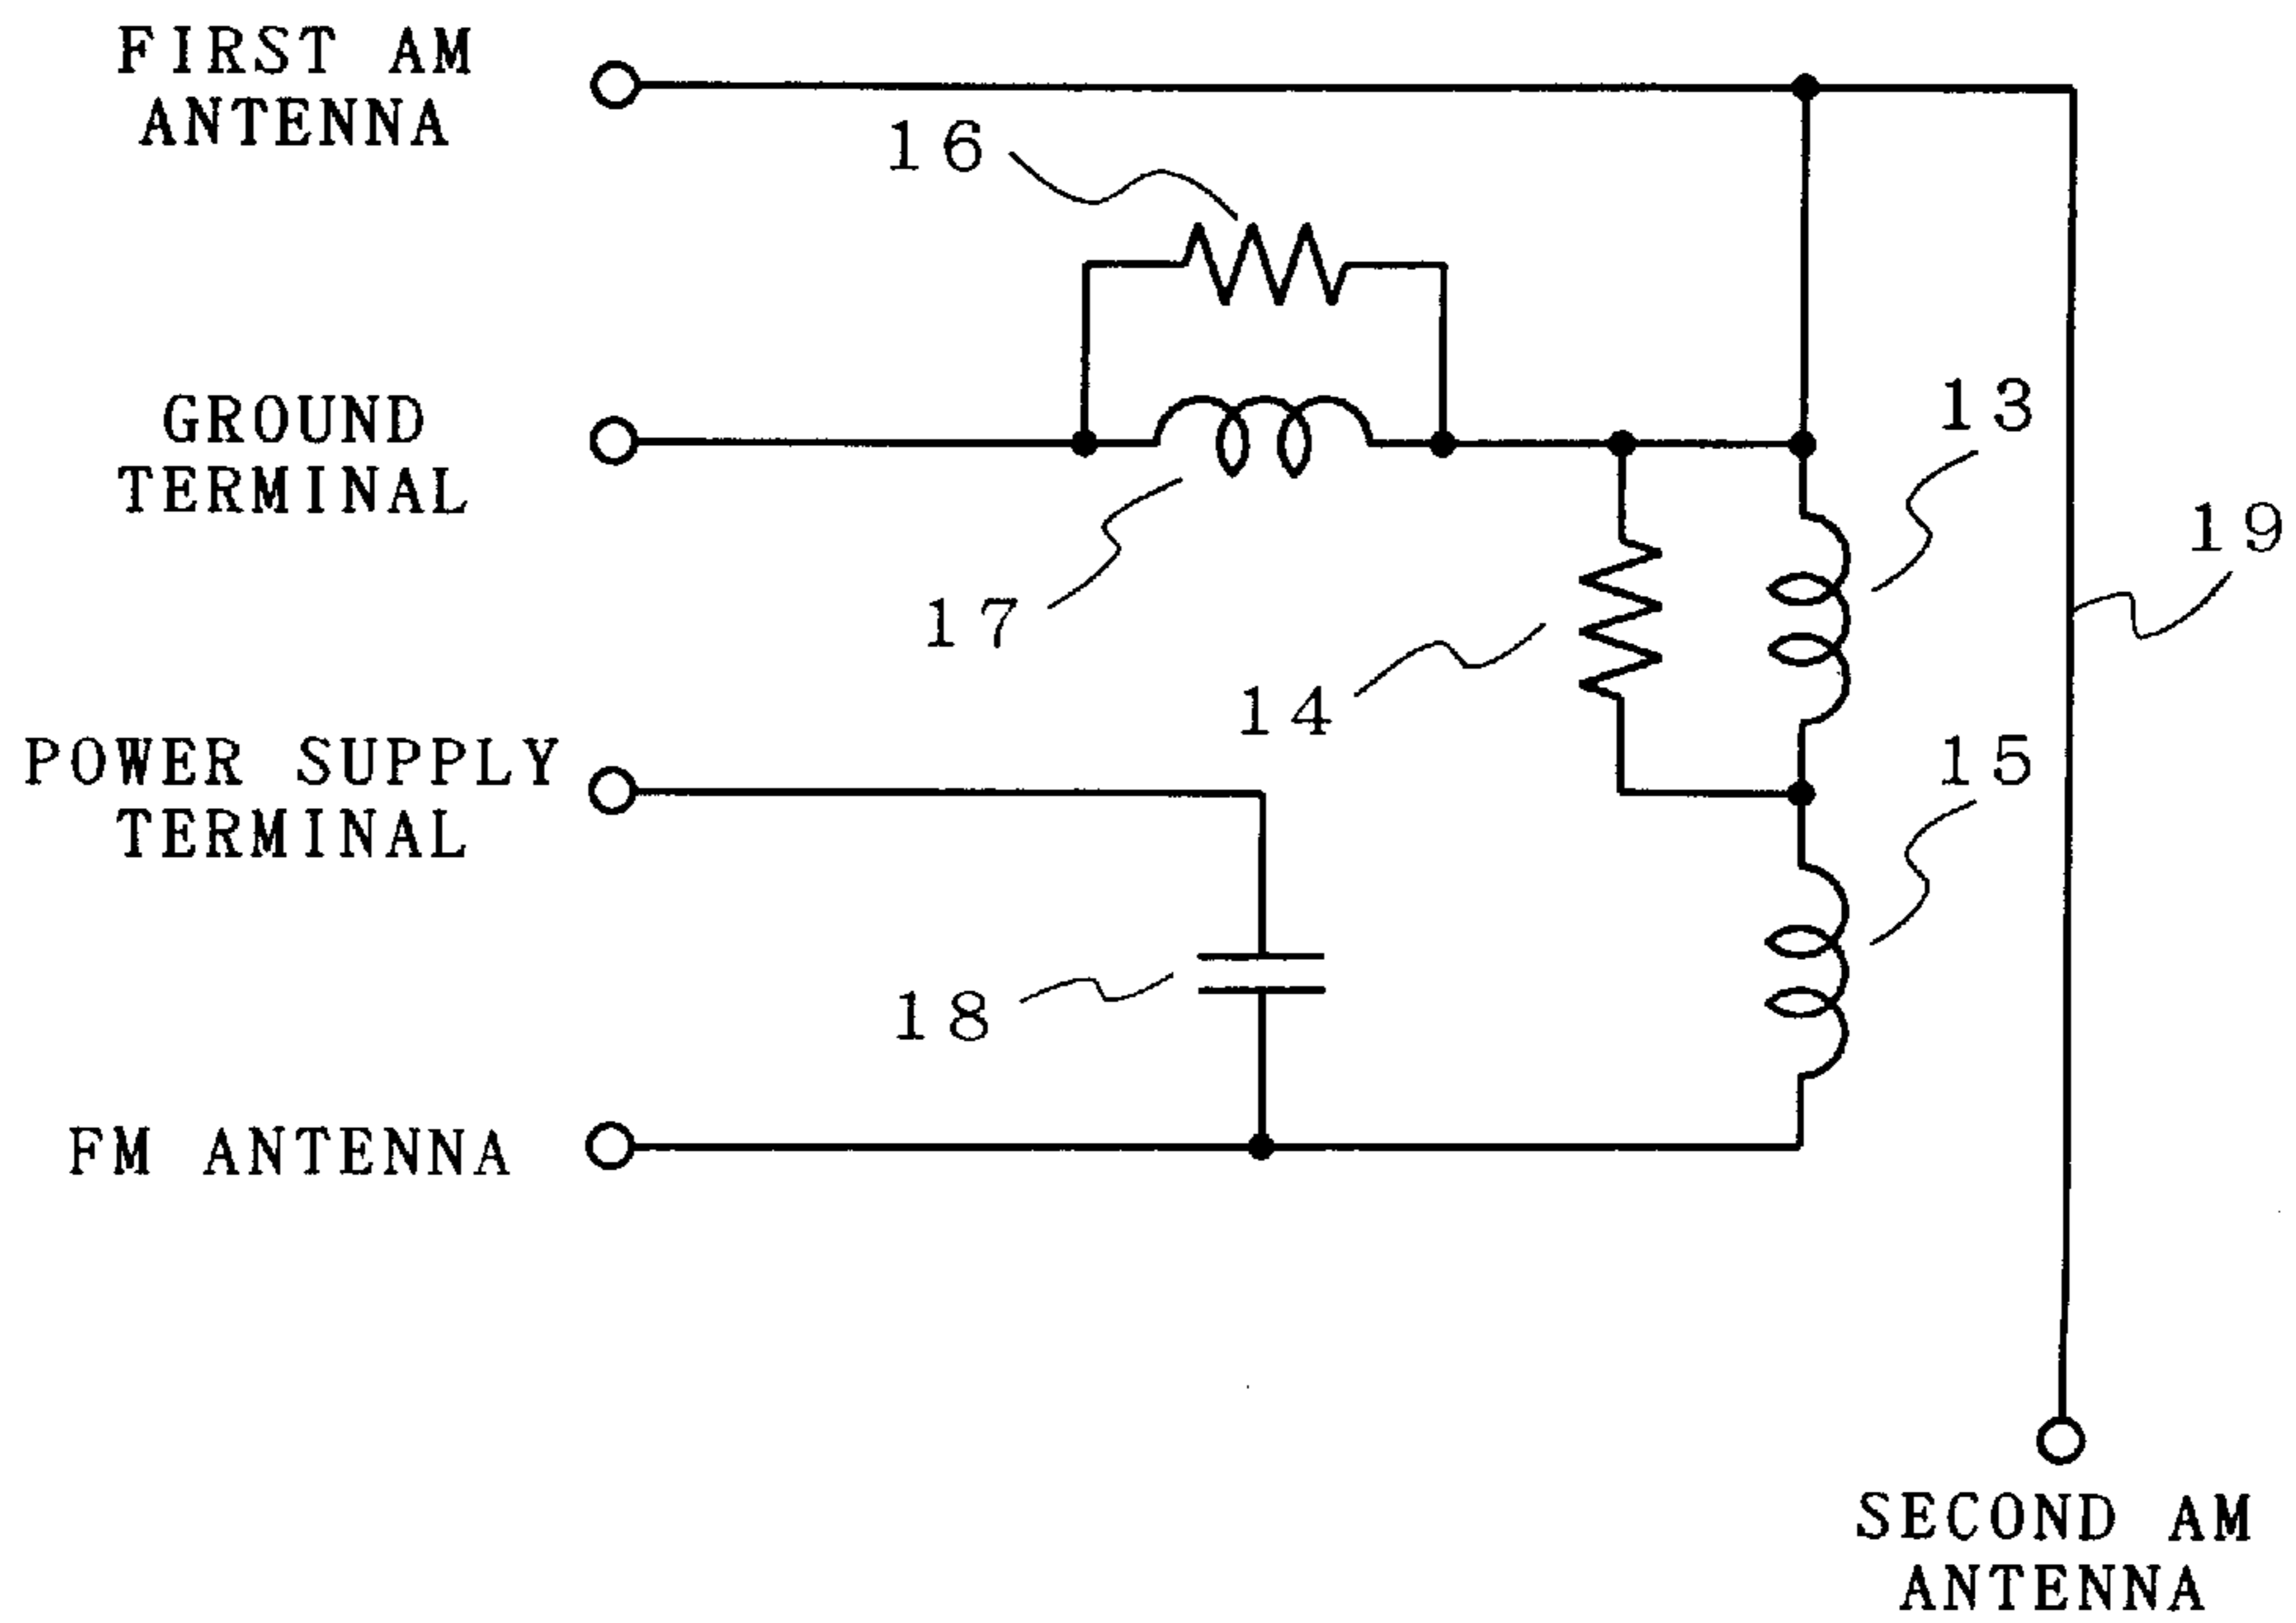 FIRST AM
ANTENNA
16
GROUND
TERMINAL
13
19
17
14
POWER SUPPLY
TERMINAL
15
18
FM ANTENNA
SECOND AM
ANTENNA